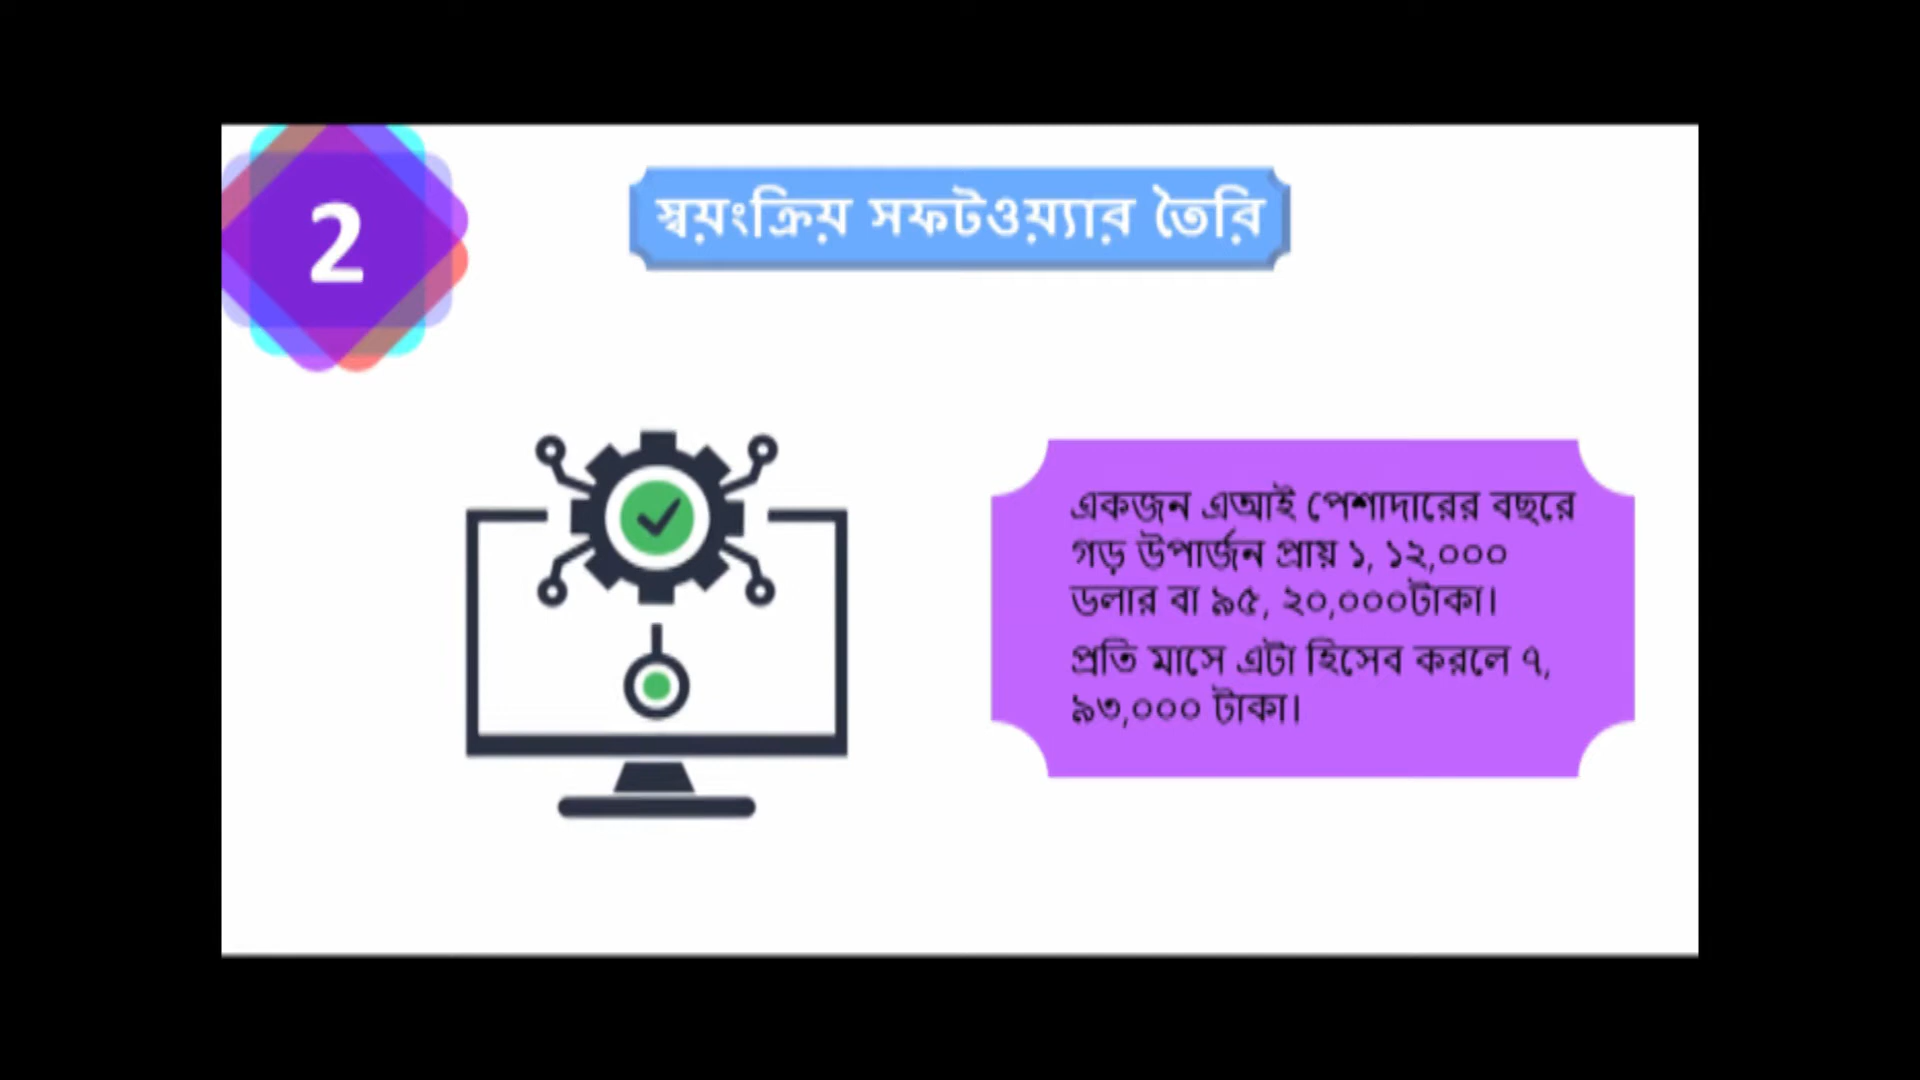 2
স্বয়ংক্রিয় সফটওয়্যার তৈরি
একজন এআই পেশাদারের বছরে
গড় উপার্জন প্রায় ১, ১২,০০০
ডলার বা ৯৫, ২০,০০০টাকা।
প্রতি মাসে এটা হিসেব করলে ৭,
৯৩,০০০ টাকা।